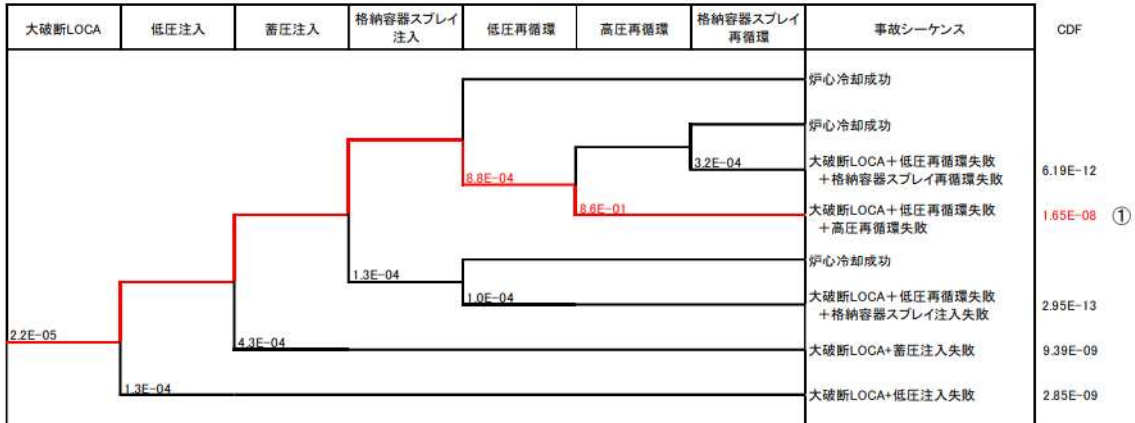 大破断LOCA
低圧注入
蓄圧注入
格納容器スプレイ
注入
低圧再循環
高圧再循環
格納容器スプレイ
再循環
事故シーケンス
CDF
炉心冷却成功
炉心冷却成功
3.2E-04
大破断LOCA＋低圧再循環失敗
＋格納容器スプレイ再循環失敗
6.19E-12
8.8E-04
8.6E-01
大破断LOCA＋低圧再循環失敗
＋高圧再循環失敗
1.65E-08 ①
炉心冷却成功
1.3E-04
1.0E-04
大破断LOCA＋低圧再循環失敗
＋格納容器スプレイ注入失敗
2.95E-13
2.2E-05
4.3E-04
大破断LOCA+蓄圧注入失敗
9.39E-09
1.3E-04
大破断LOCA+低圧注入失敗
2.85E-09